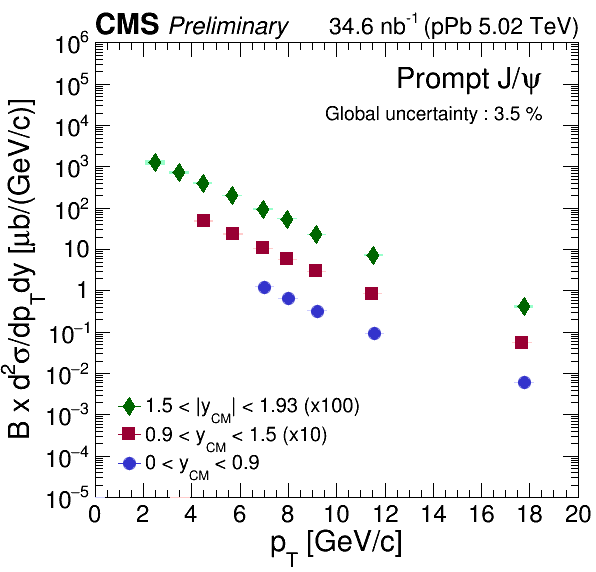 CMS Preliminary 34.6 nb⁻¹ (pPb 5.02 TeV)
Prompt J/ψ
Global uncertainty : 3.5 %
B x d²σ/dp_T dy [μb/(GeV/c)]
10⁶
10⁵
10⁴
10³
10²
10
1
10⁻¹
10⁻²
10⁻³
10⁻⁴
10⁻⁵
1.5 < |y_CM| < 1.93 (x100)
0.9 < y_CM < 1.5 (x10)
0 < y_CM < 0.9
0 2 4 6 8 10 12 14 16 18 20
p_T [GeV/c]